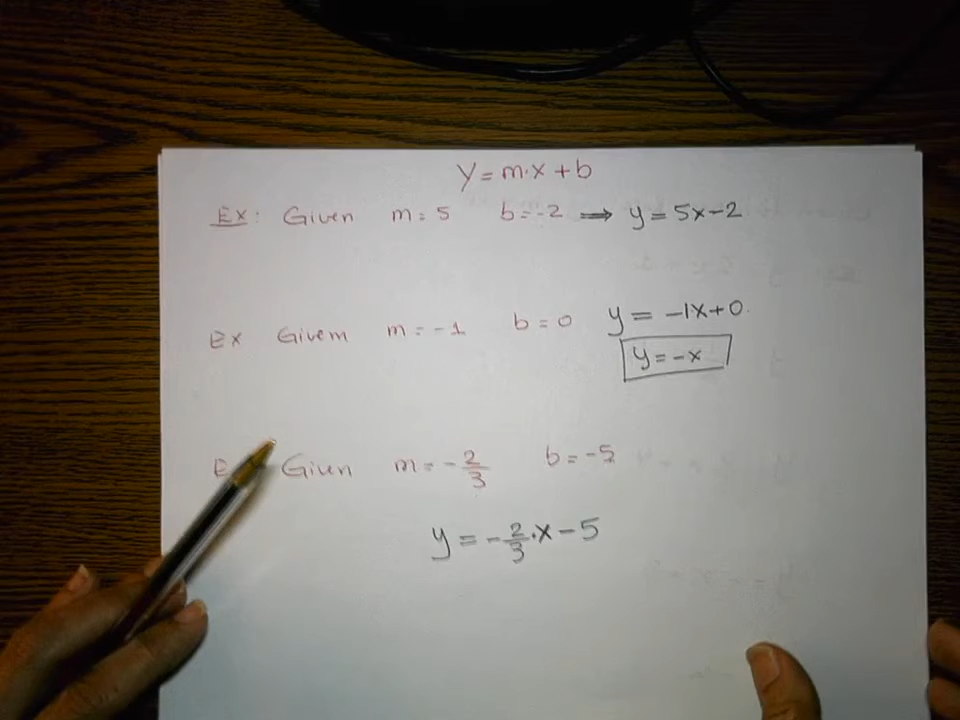 y = m·x + b
Ex: Given m = 5 b = -2 ⟹ y = 5x - 2
Ex Given m = -1 b = 0 y = -1x + 0
y = -x
Given m = -2/3 b = -5
y = -2/3·x - 5